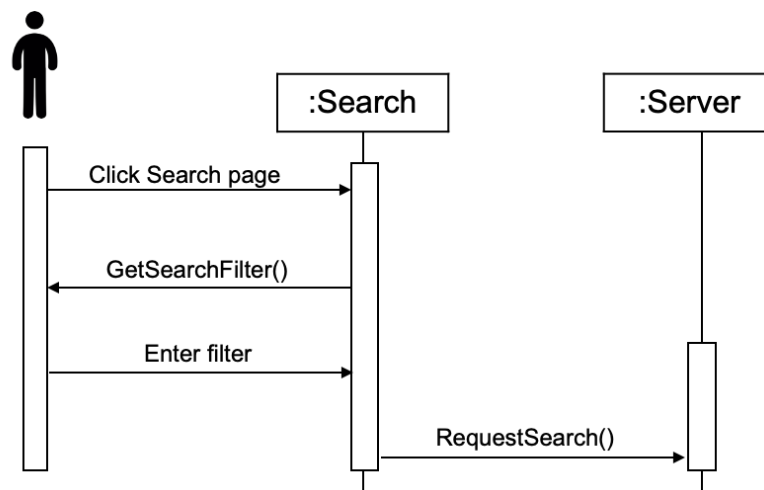 :Search
:Server
Click Search page
GetSearchFilter()
Enter filter
RequestSearch()